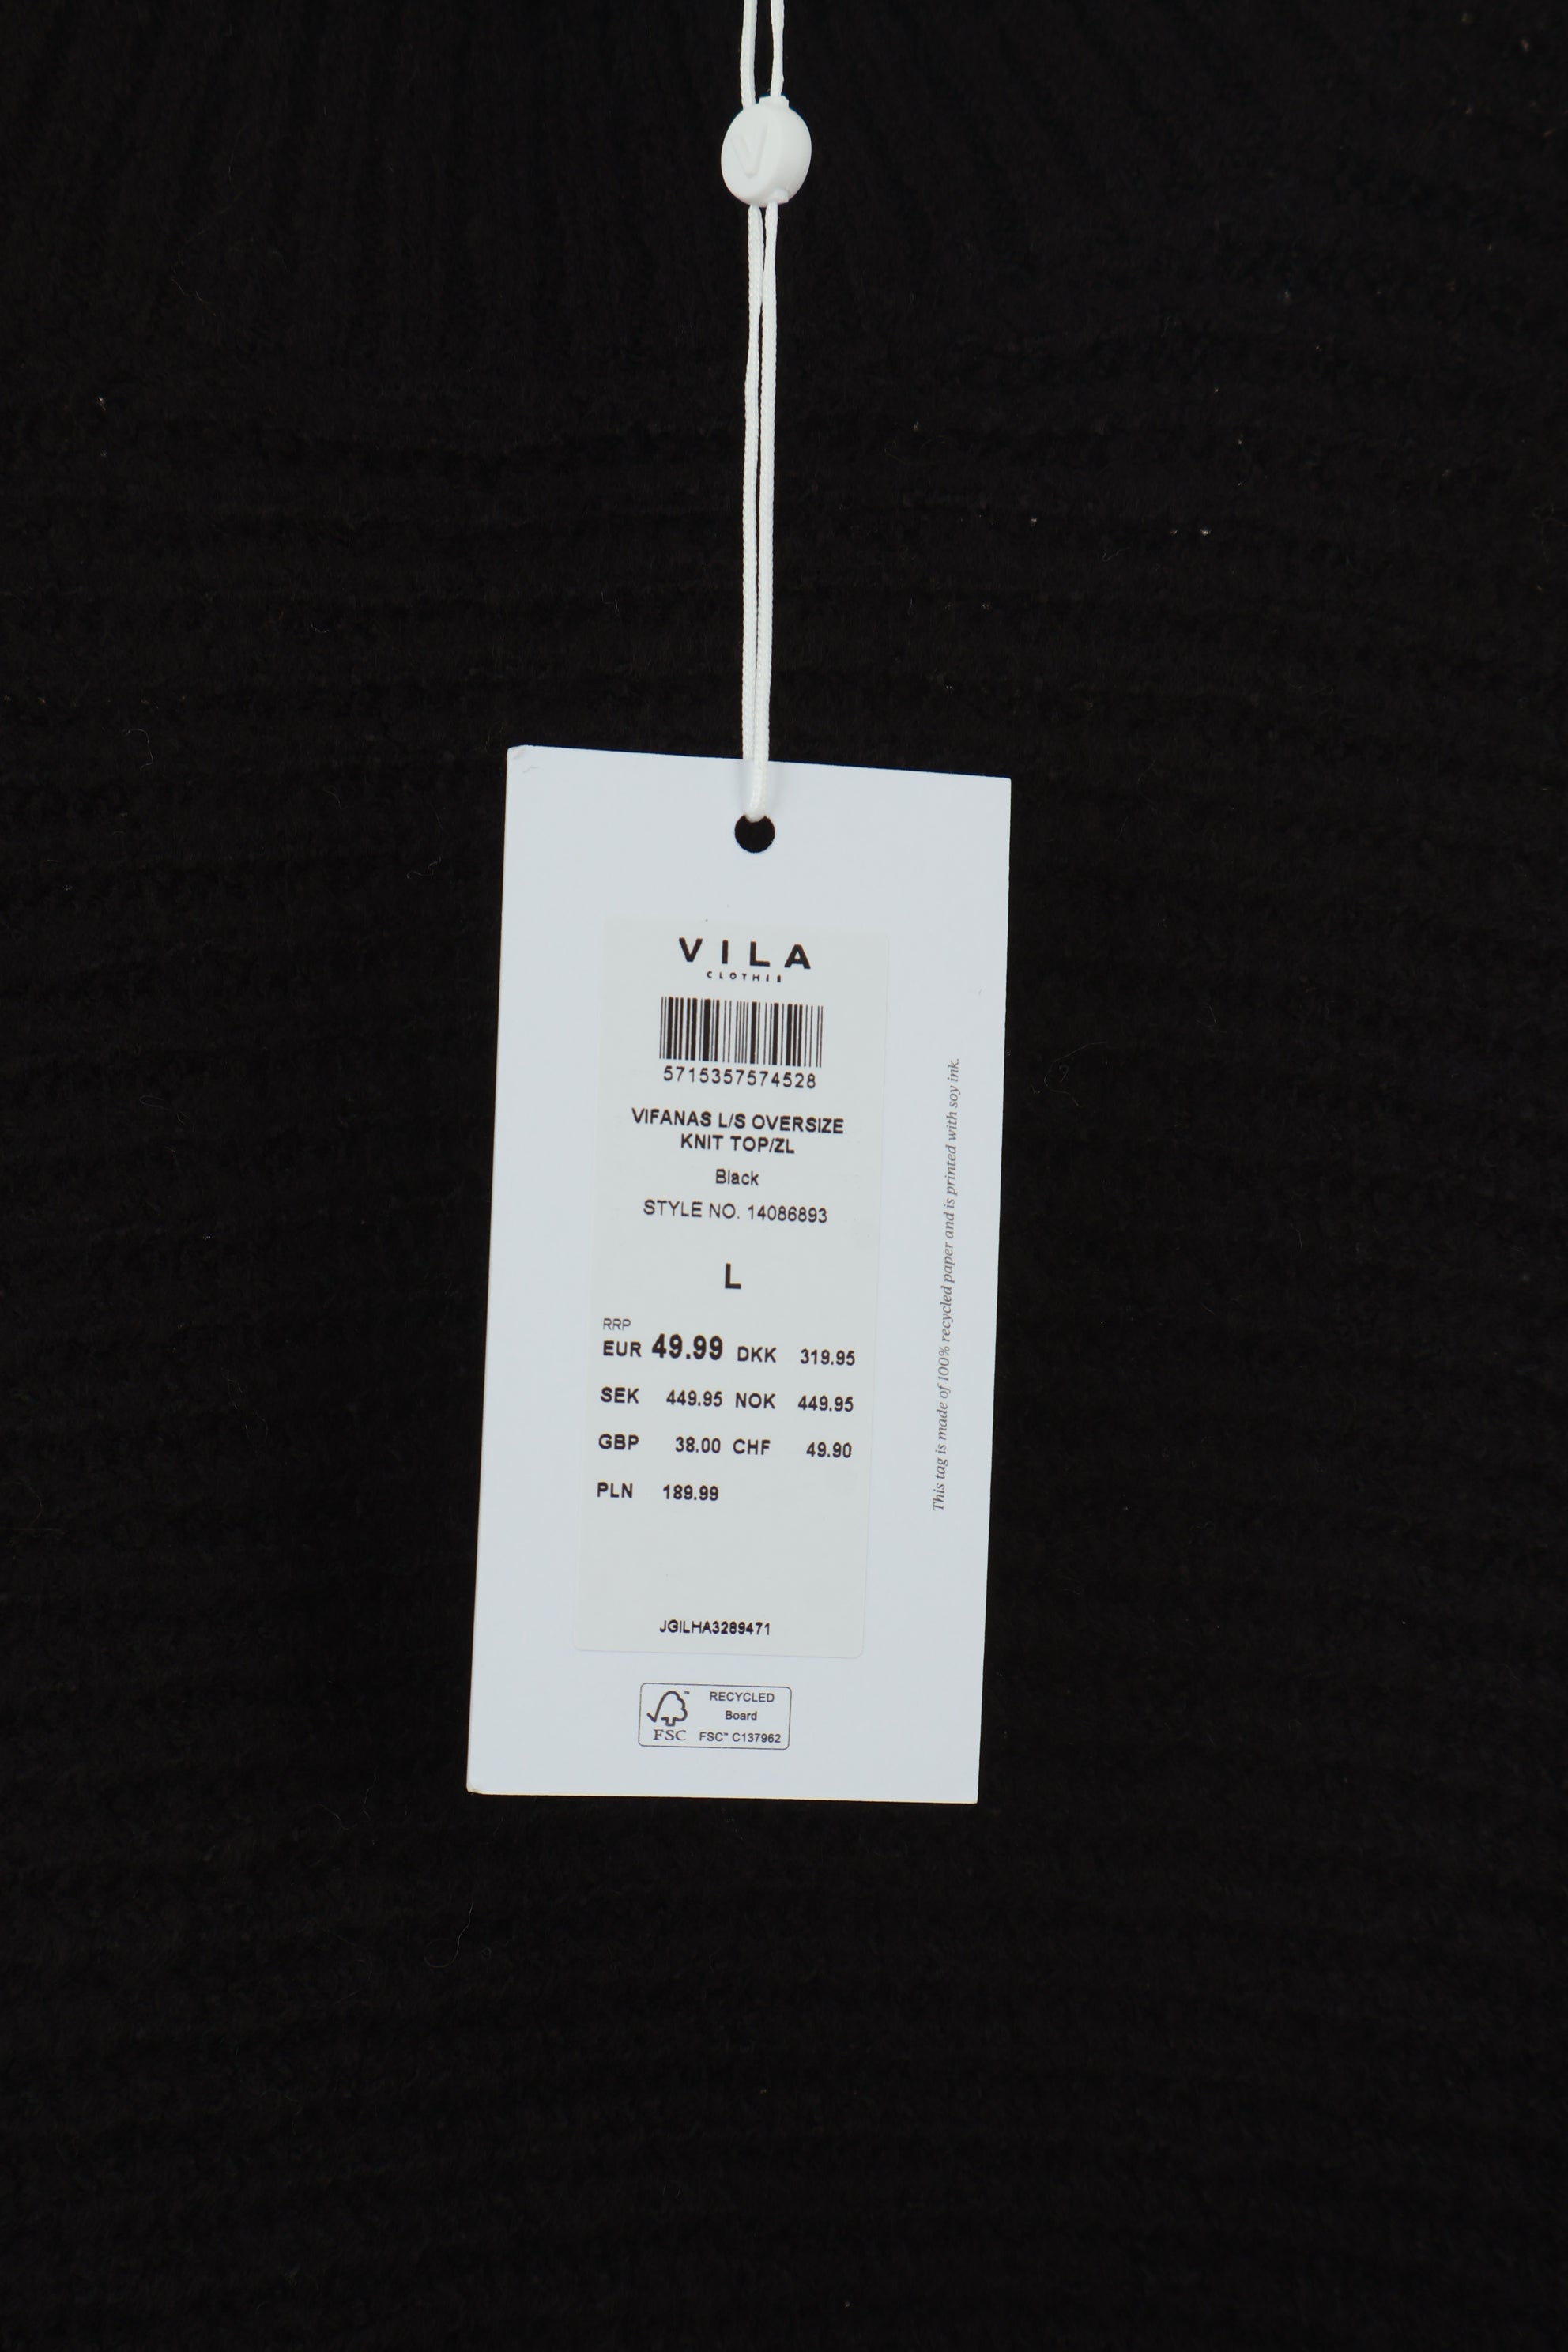 V
VILA
CLOTHES
5715357574528
VIFANAS L/S OVERSIZE
KNIT TOP/ZL
Black
STYLE NO. 14086893
L
RRP
EUR 49.99 DKK 319.95
SEK 449.95 NOK 449.95
GBP 38.00 CHF 49.90
PLN 189.99
JGILHA3289471
This tag is made of 100% recycled paper and is printed with soy ink.
FSC™
RECYCLED
Board
FSC™ C137962